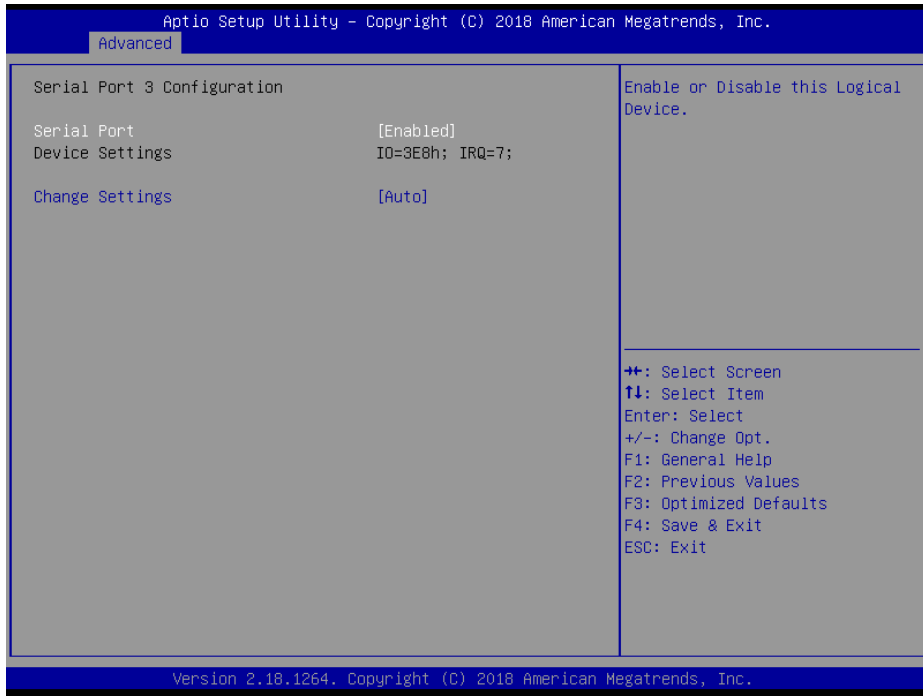 Aptio Setup Utility – Copyright (C) 2018 American Megatrends, Inc.
Advanced
Serial Port 3 Configuration
Serial Port [Enabled]
Device Settings IO=3E8h; IRQ=7;
Change Settings [Auto]
Enable or Disable this Logical
Device.
→←: Select Screen
↑↓: Select Item
Enter: Select
+/-: Change Opt.
F1: General Help
F2: Previous Values
F3: Optimized Defaults
F4: Save & Exit
ESC: Exit
Version 2.18.1264. Copyright (C) 2018 American Megatrends, Inc.